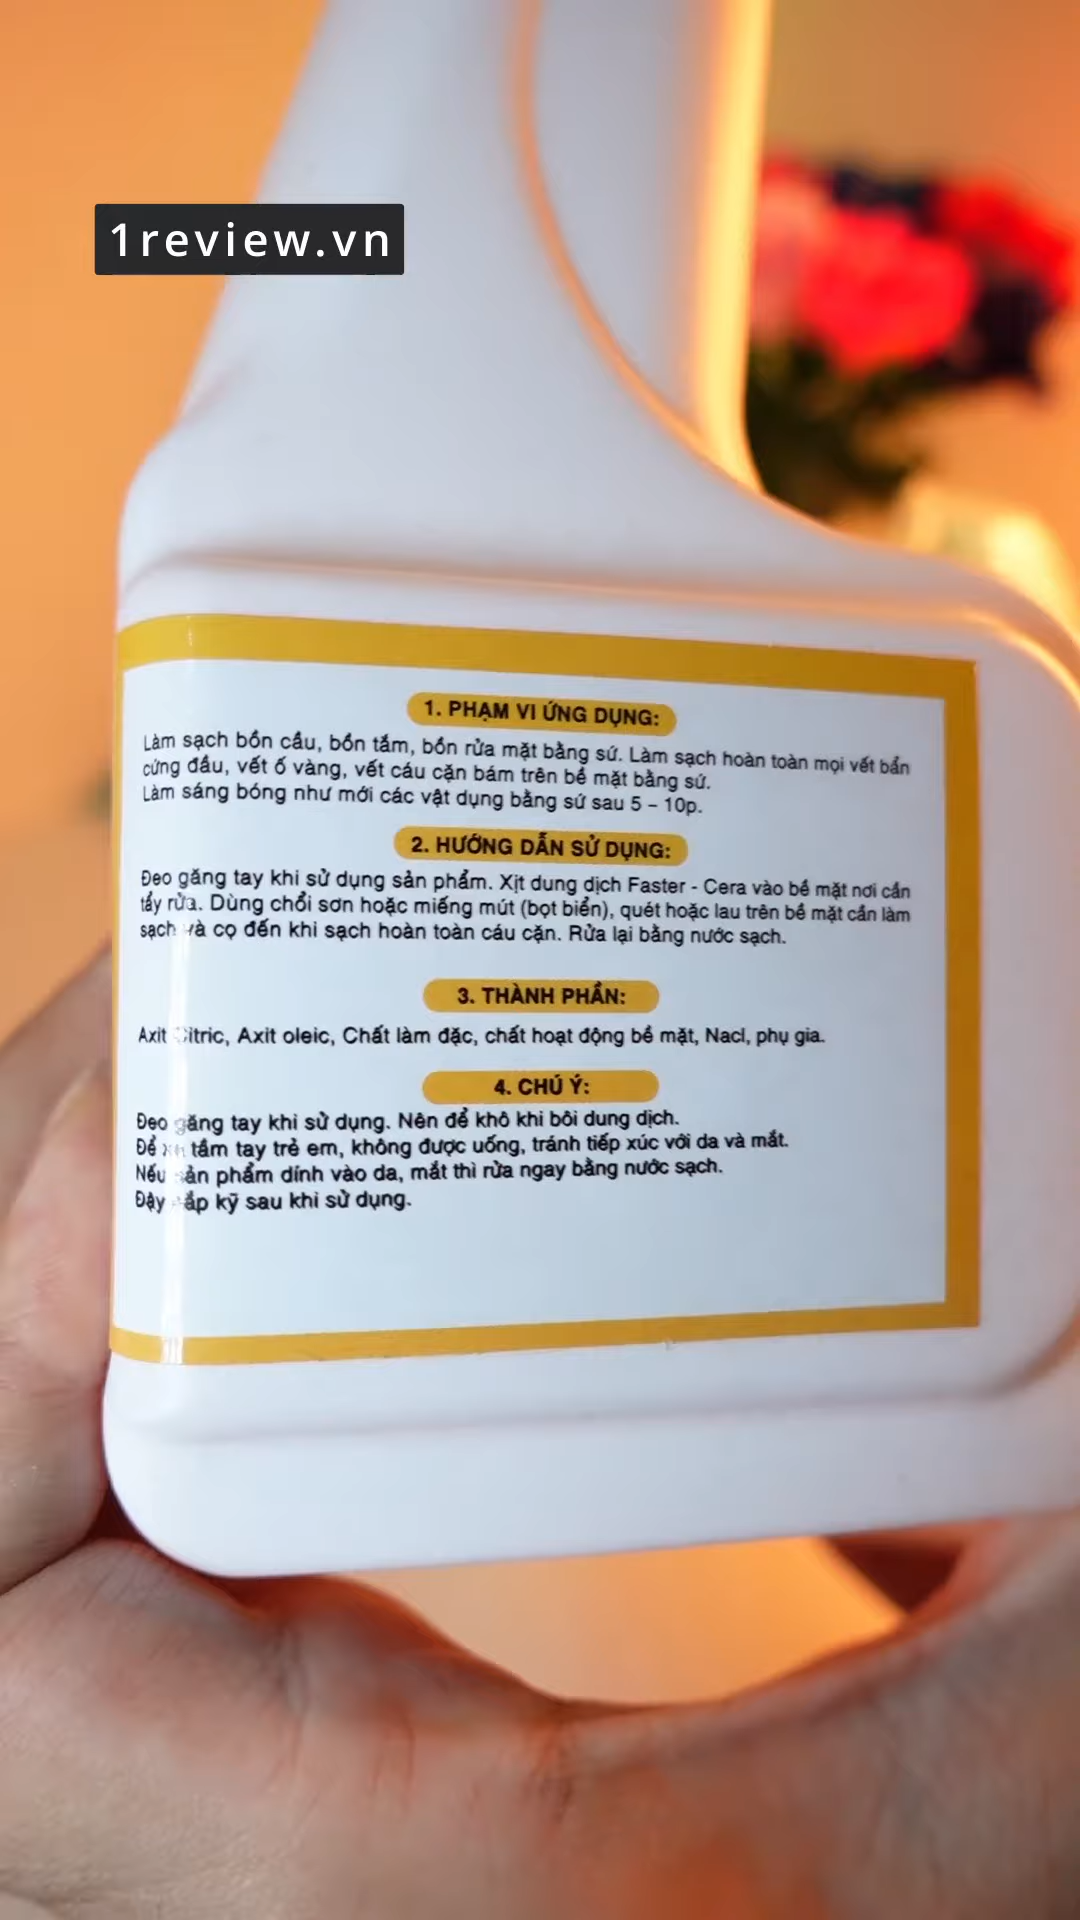 1review.vn
1. PHẠM VI ỨNG DỤNG:
Làm sạch bồn cầu, bồn tắm, bồn rửa mặt bằng sứ. Làm sạch hoàn toàn mọi vết bẩn
cứng đầu, vết ố vàng, vết cáu cặn bám trên bề mặt bằng sứ.
Làm sáng bóng như mới các vật dụng bằng sứ sau 5 – 10p.
2. HƯỚNG DẪN SỬ DỤNG:
Đeo găng tay khi sử dụng sản phẩm. Xịt dung dịch Faster - Cera vào bề mặt nơi cần
tẩy rửa. Dùng chổi sơn hoặc miếng mút (bọt biển), quét hoặc lau trên bề mặt cần làm
sạch và cọ đến khi sạch hoàn toàn cáu cặn. Rửa lại bằng nước sạch.
3. THÀNH PHẦN:
Axit Citric, Axit oleic, Chất làm đặc, chất hoạt động bề mặt, Nacl, phụ gia.
4. CHÚ Ý:
Đeo găng tay khi sử dụng. Nên để khô khi bôi dung dịch.
Để xa tầm tay trẻ em, không được uống, tránh tiếp xúc với da và mắt.
Nếu sản phẩm dính vào da, mắt thì rửa ngay bằng nước sạch.
Đậy nắp kỹ sau khi sử dụng.